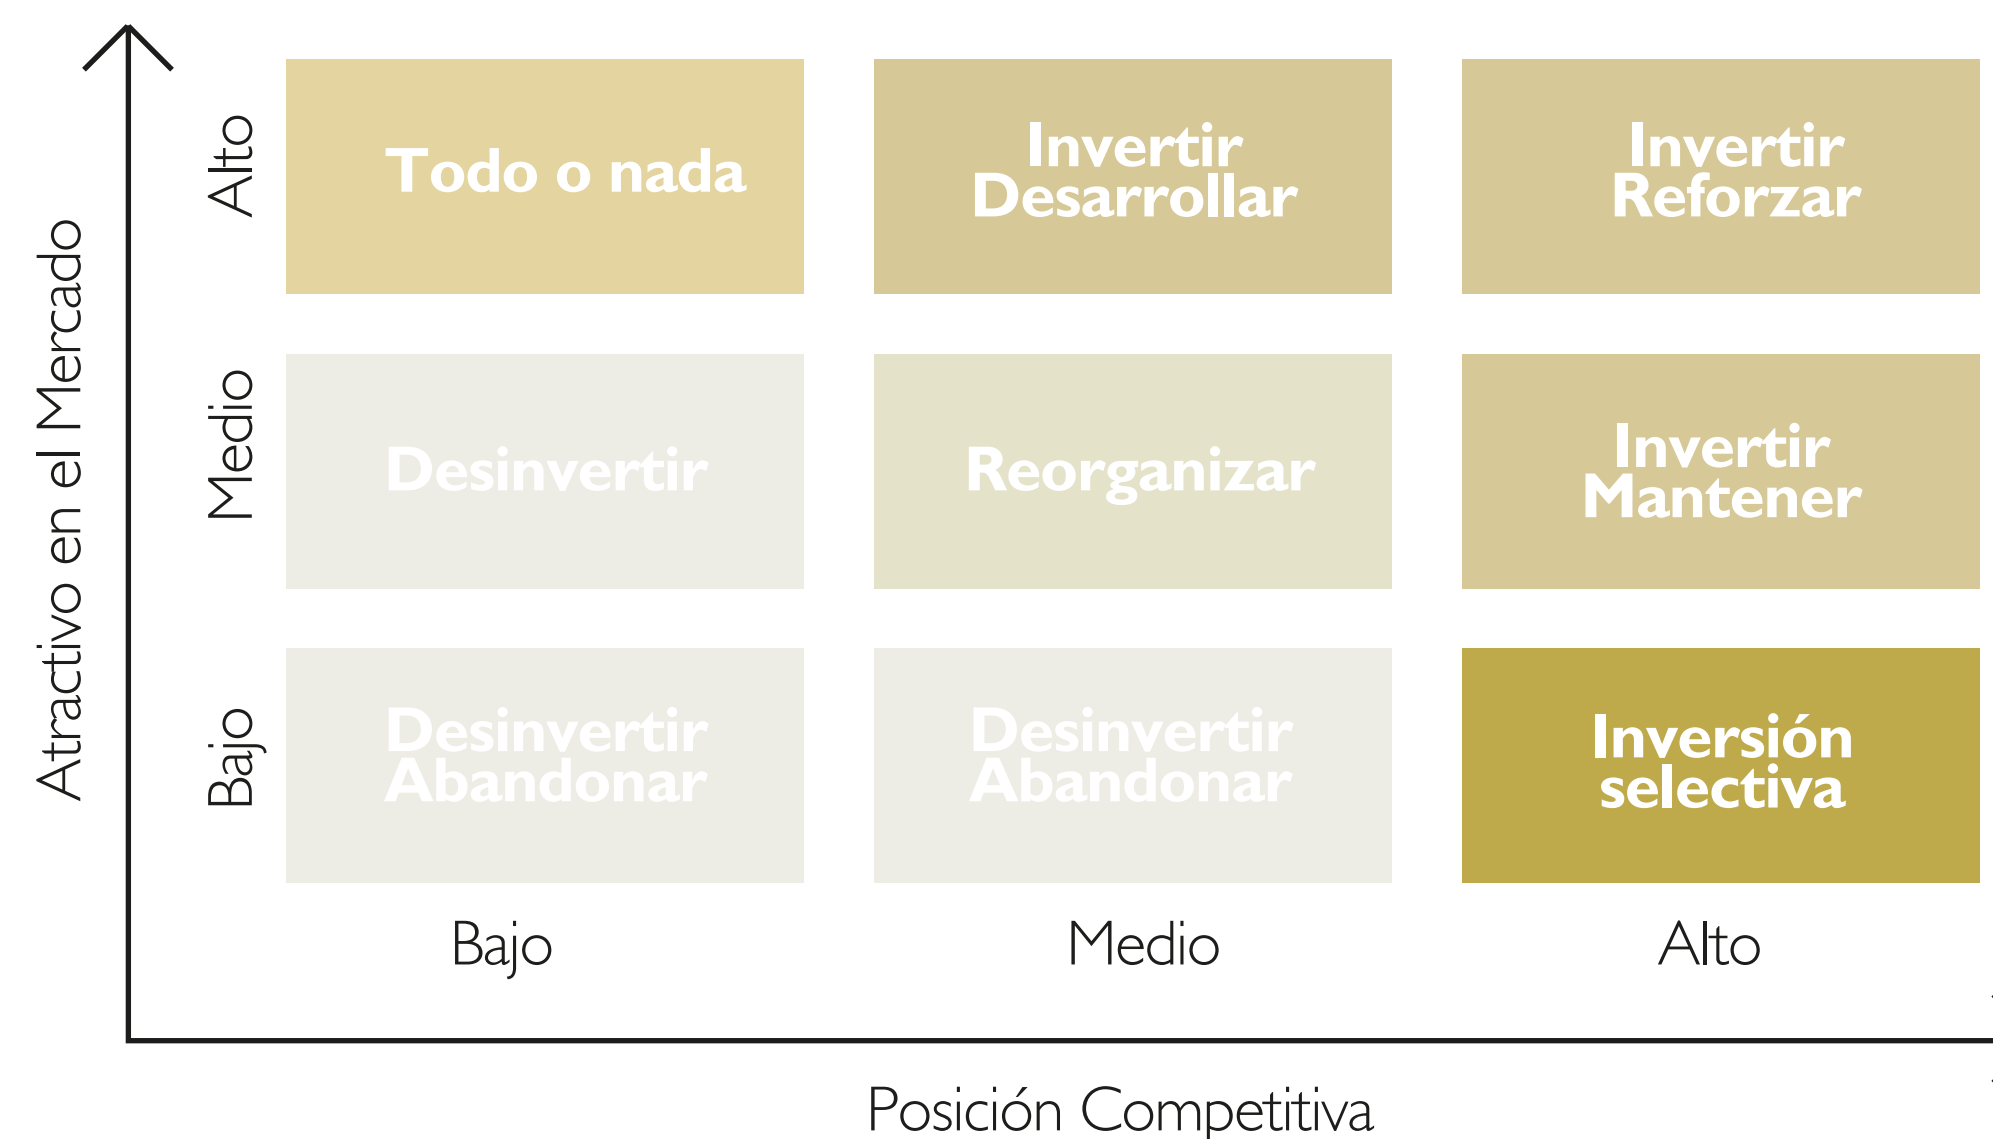 Atractivo en el Mercado
Alto
Todo o nada
Invertir
Desarrollar
Invertir
Reforzar
Medio
Desinvertir
Reorganizar
Invertir
Mantener
Bajo
Desinvertir
Abandonar
Desinvertir
Abandonar
Inversión
selectiva
Bajo
Medio
Alto
Posición Competitiva